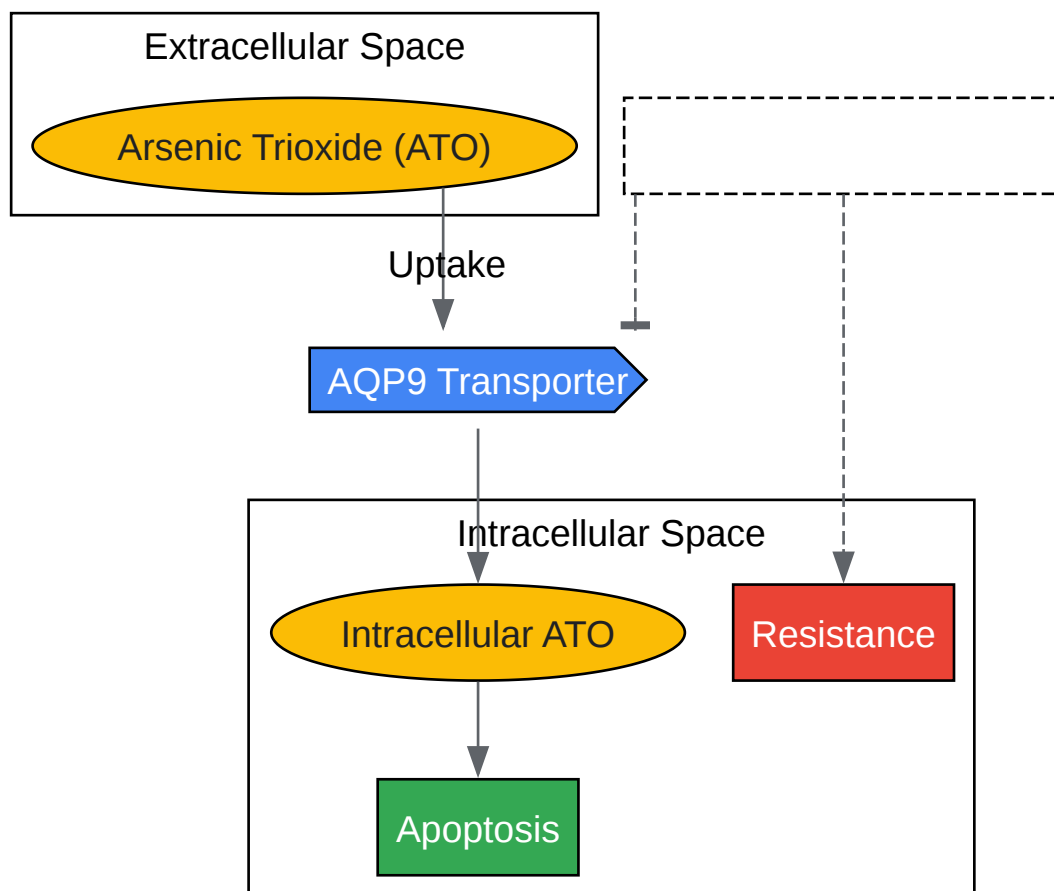 Extracellular Space
Arsenic Trioxide (ATO)
Uptake
AQP9 Transporter
Intracellular Space
Intracellular ATO
Resistance
Apoptosis